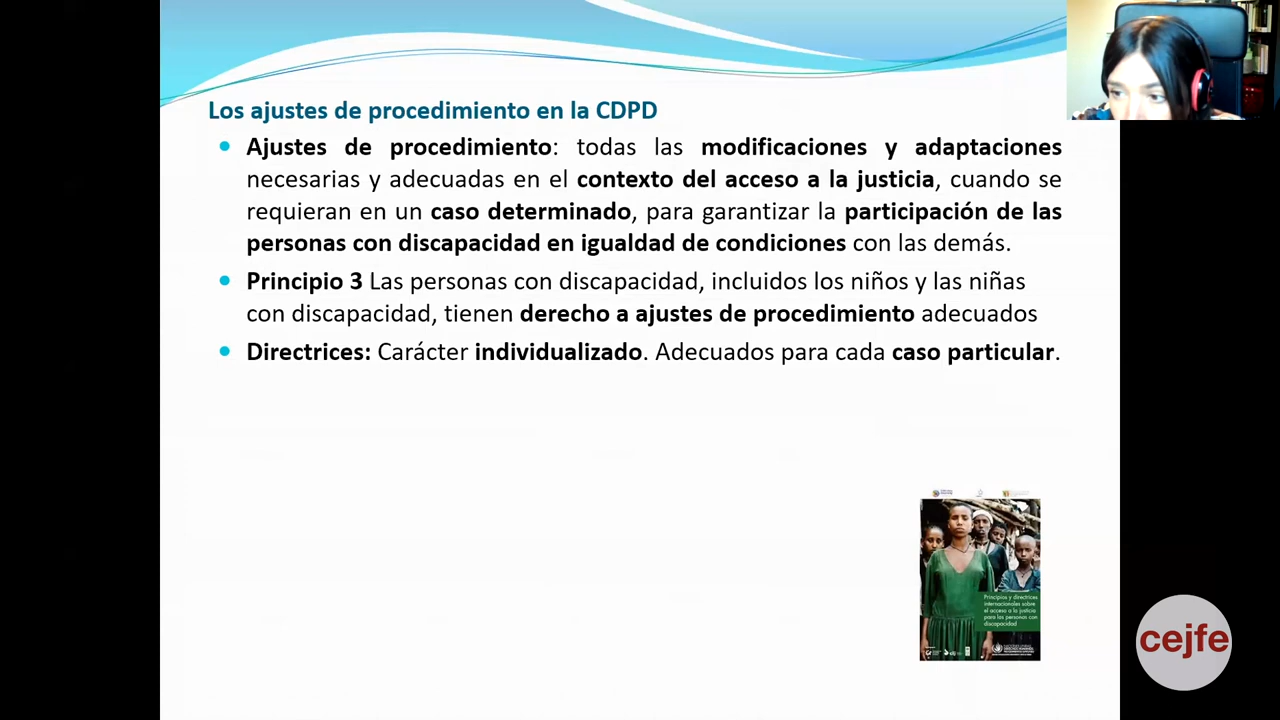 Los ajustes de procedimiento en la CDPD
Ajustes de procedimiento: todas las modificaciones y adaptaciones
necesarias y adecuadas en el contexto del acceso a la justicia, cuando se
requieran en un caso determinado, para garantizar la participación de las
personas con discapacidad en igualdad de condiciones con las demás.
Principio 3 Las personas con discapacidad, incluidos los niños y las niñas
con discapacidad, tienen derecho a ajustes de procedimiento adecuados
Directrices: Carácter individualizado. Adecuados para cada caso particular.
Principios y directrices
internacionales sobre
el acceso a la justicia
para las personas con
discapacidad
cejfe